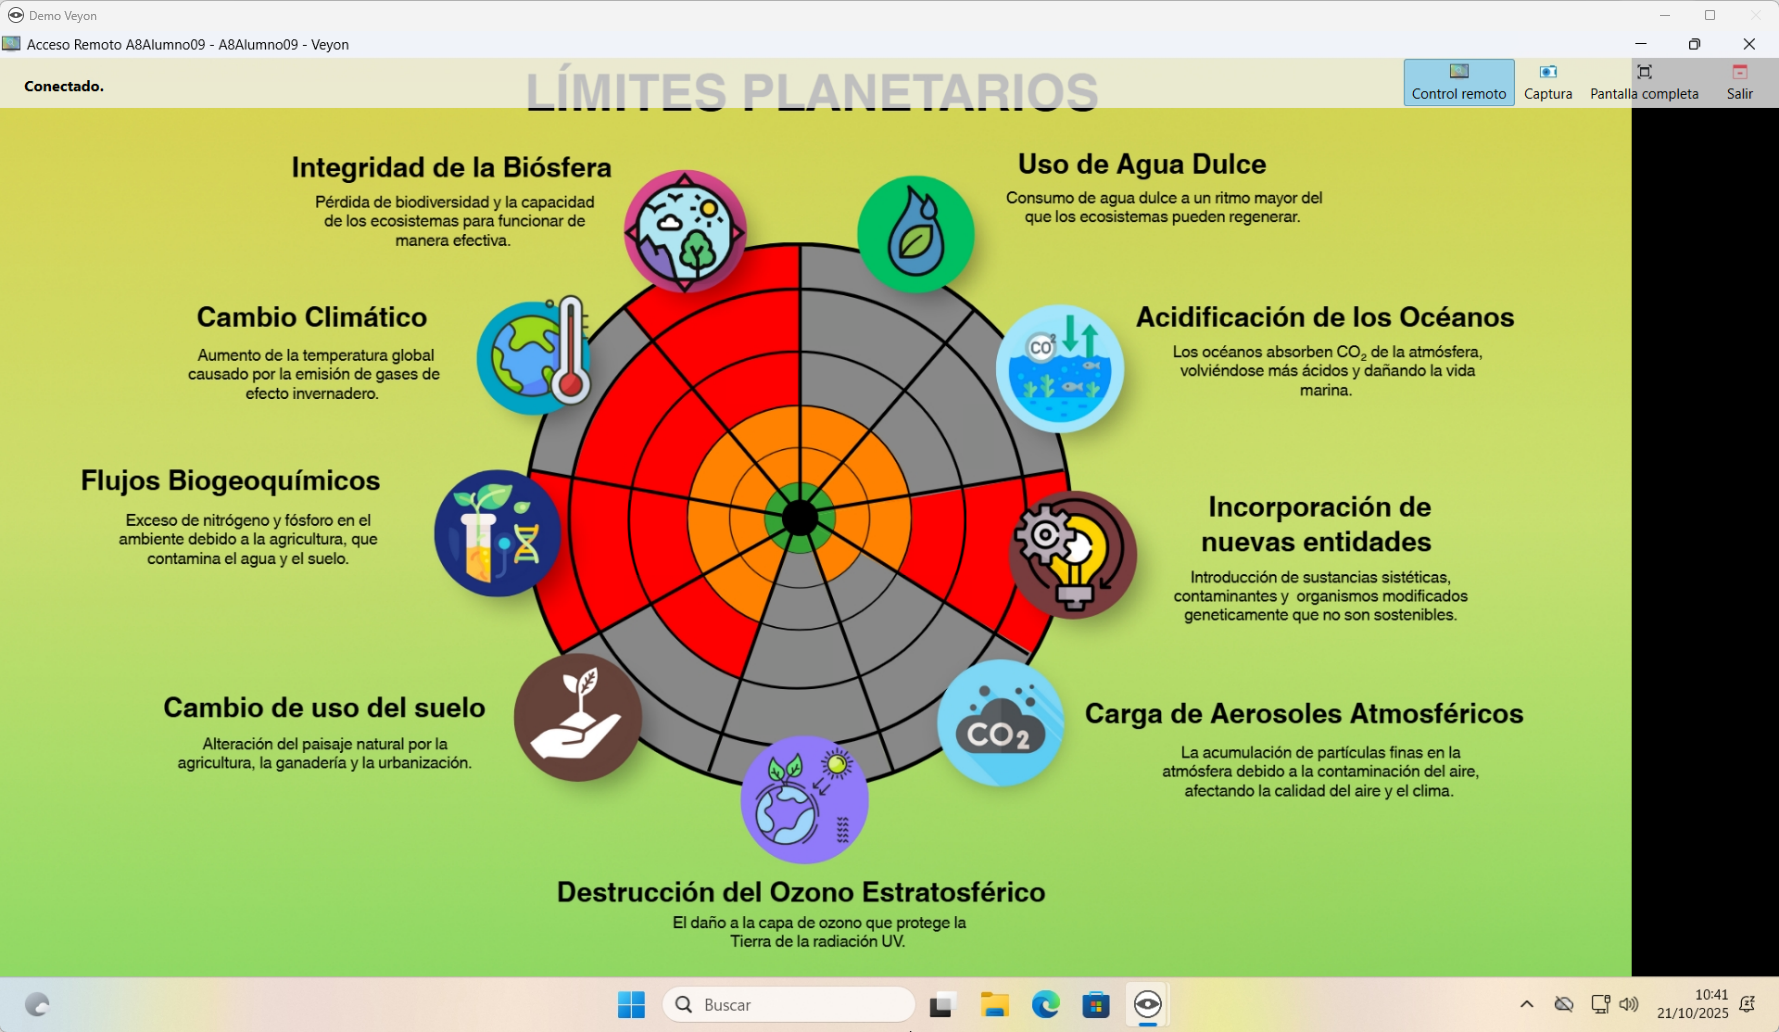 Demo Veyon
Acceso Remoto A8Alumno09 - A8Alumno09 - Veyon
Conectado.
LÍMITES PLANETARIOS
Control remoto
Captura
Pantalla completa
Salir
Integridad de la Biósfera
Pérdida de biodiversidad y la capacidad
de los ecosistemas para funcionar de
manera efectiva.
Uso de Agua Dulce
Consumo de agua dulce a un ritmo mayor del
que los ecosistemas pueden regenerar.
Cambio Climático
Aumento de la temperatura global
causado por la emisión de gases de
efecto invernadero.
CO2
Acidificación de los Océanos
Los océanos absorben CO₂ de la atmósfera,
volviéndose más ácidos y dañando la vida
marina.
Flujos Biogeoquímicos
Exceso de nitrógeno y fósforo en el
ambiente debido a la agricultura, que
contamina el agua y el suelo.
Incorporación de
nuevas entidades
Introducción de sustancias sistéticas,
contaminantes y organismos modificados
geneticamente que no son sostenibles.
Cambio de uso del suelo
Alteración del paisaje natural por la
agricultura, la ganadería y la urbanización.
CO2
Carga de Aerosoles Atmosféricos
La acumulación de partículas finas en la
atmósfera debido a la contaminación del aire,
afectando la calidad del aire y el clima.
Destrucción del Ozono Estratosférico
El daño a la capa de ozono que protege la
Tierra de la radiación UV.
Buscar
10:41
21/10/2025